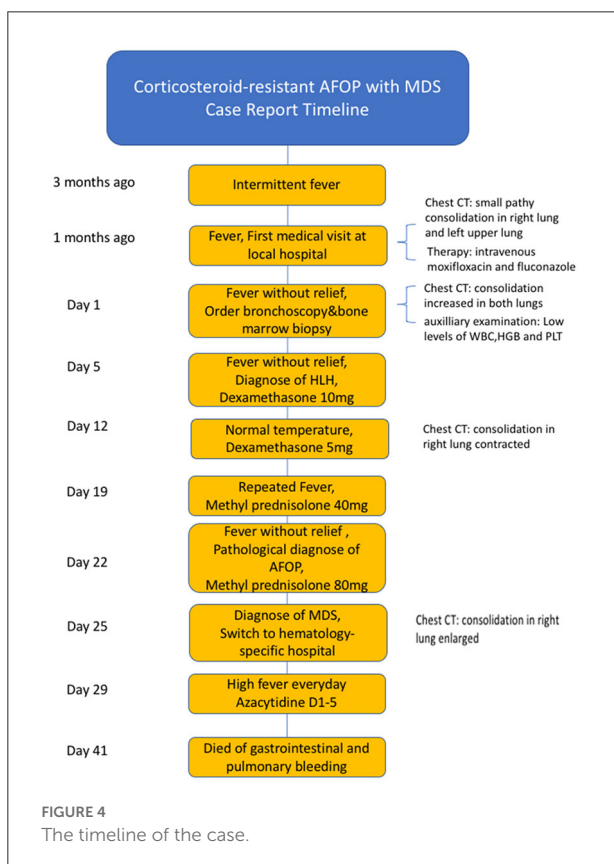 Corticosteroid-resistant AFOP with MDS
Case Report Timeline
3 months ago
Intermittent fever
1 months ago
Fever, First medical visit at
local hospital
Chest CT: small pathy
consolidation in right lung
and left upper lung
Therapy: intravenous
moxifloxacin and fluconazole
Day 1
Fever without relief,
Order bronchoscopy&bone
marrow biopsy
Chest CT: consolidation
increased in both lungs
auxilliary examination: Low
levels of WBC,HGB and PLT
Day 5
Fever without relief,
Diagnose of HLH,
Dexamethasone 10mg
Day 12
Normal temperature,
Dexamethasone 5mg
Chest CT: consolidation in
right lung contracted
Day 19
Repeated Fever,
Methyl prednisolone 40mg
Day 22
Fever without relief ,
Pathological diagnose of
AFOP,
Methyl prednisolone 80mg
Day 25
Diagnose of MDS,
Switch to hematology-
specific hospital
Chest CT: consolidation in right
lung enlarged
Day 29
High fever everyday
Azacytidine D1-5
Day 41
Died of gastrointestinal and
pulmonary bleeding
FIGURE 4
The timeline of the case.